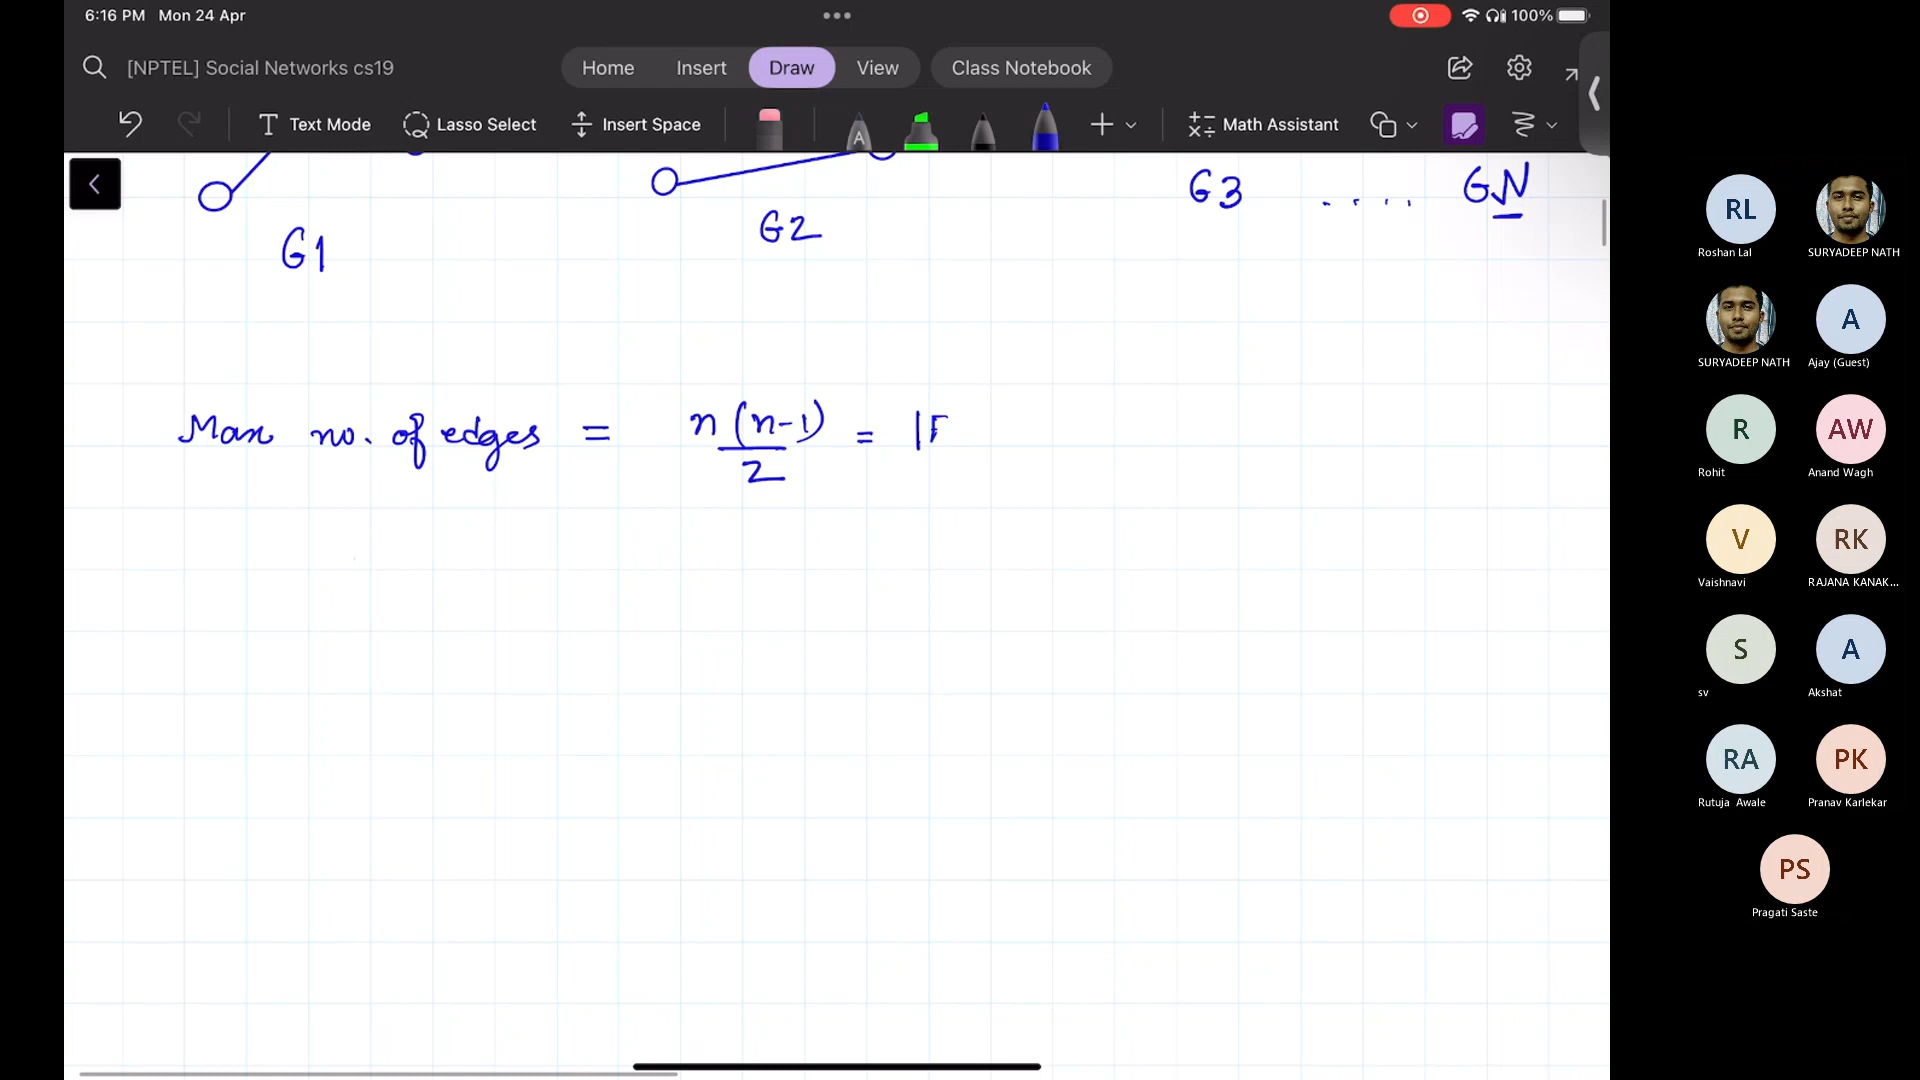 6:16 PM Mon 24 Apr
100%
[NPTEL] Social Networks cs19
Home Insert Draw View Class Notebook
Text Mode Lasso Select Insert Space A Math Assistant
G1
G2
G3 ..... GN
Max no. of edges = n(n-1)/2 = |E
RL
Roshan Lal
SURYADEEP NATH
SURYADEEP NATH
A
Ajay (Guest)
R
Rohit
AW
Anand Wagh
V
Vaishnavi
RK
RAJANA KANAK...
S
sv
A
Akshat
RA
Rutuja Awale
PK
Pranav Karlekar
PS
Pragati Saste